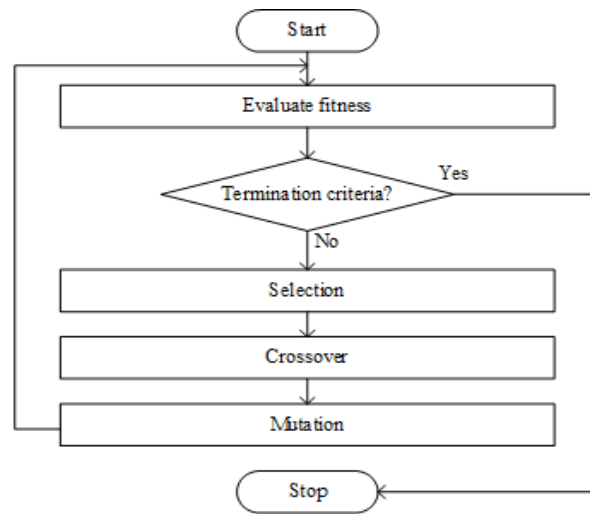 Start
Evaluate fitness
Yes
Termination criteria?
No
Selection
Crossover
Mutation
Stop